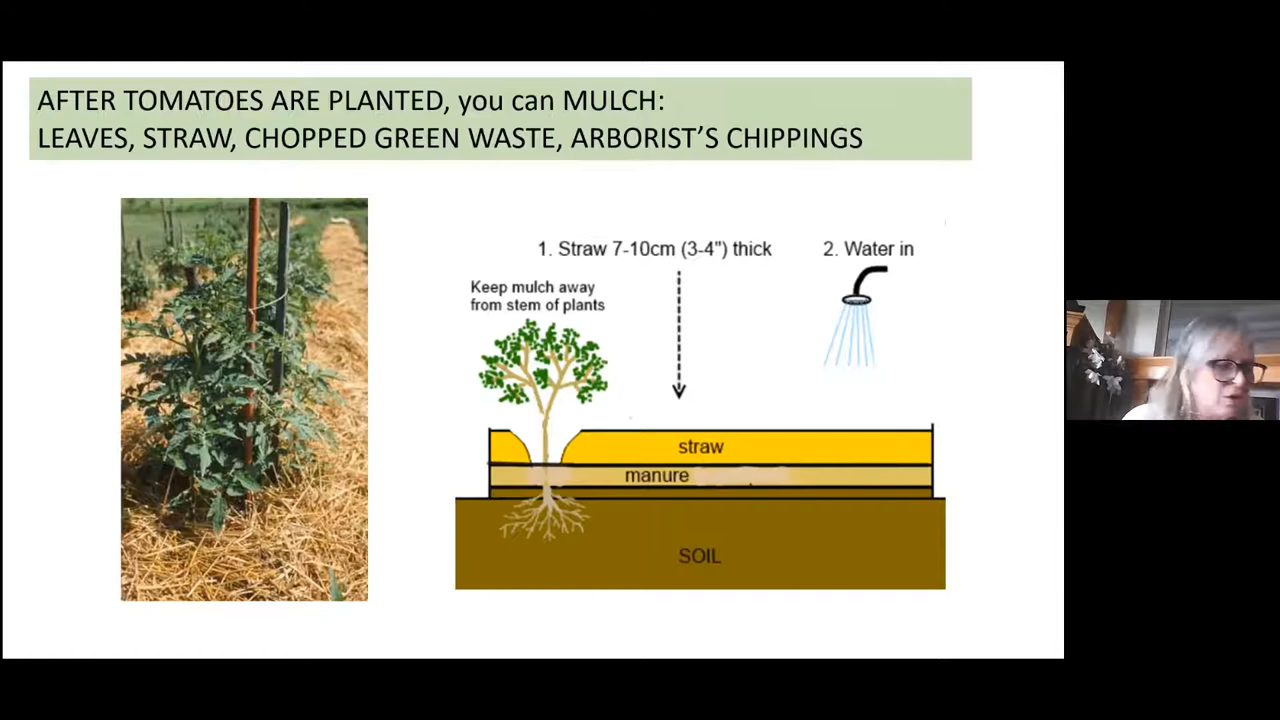 AFTER TOMATOES ARE PLANTED, you can MULCH:
LEAVES, STRAW, CHOPPED GREEN WASTE, ARBORIST’S CHIPPINGS
1. Straw 7-10cm (3-4") thick
2. Water in
Keep mulch away
from stem of plants
straw
manure
SOIL